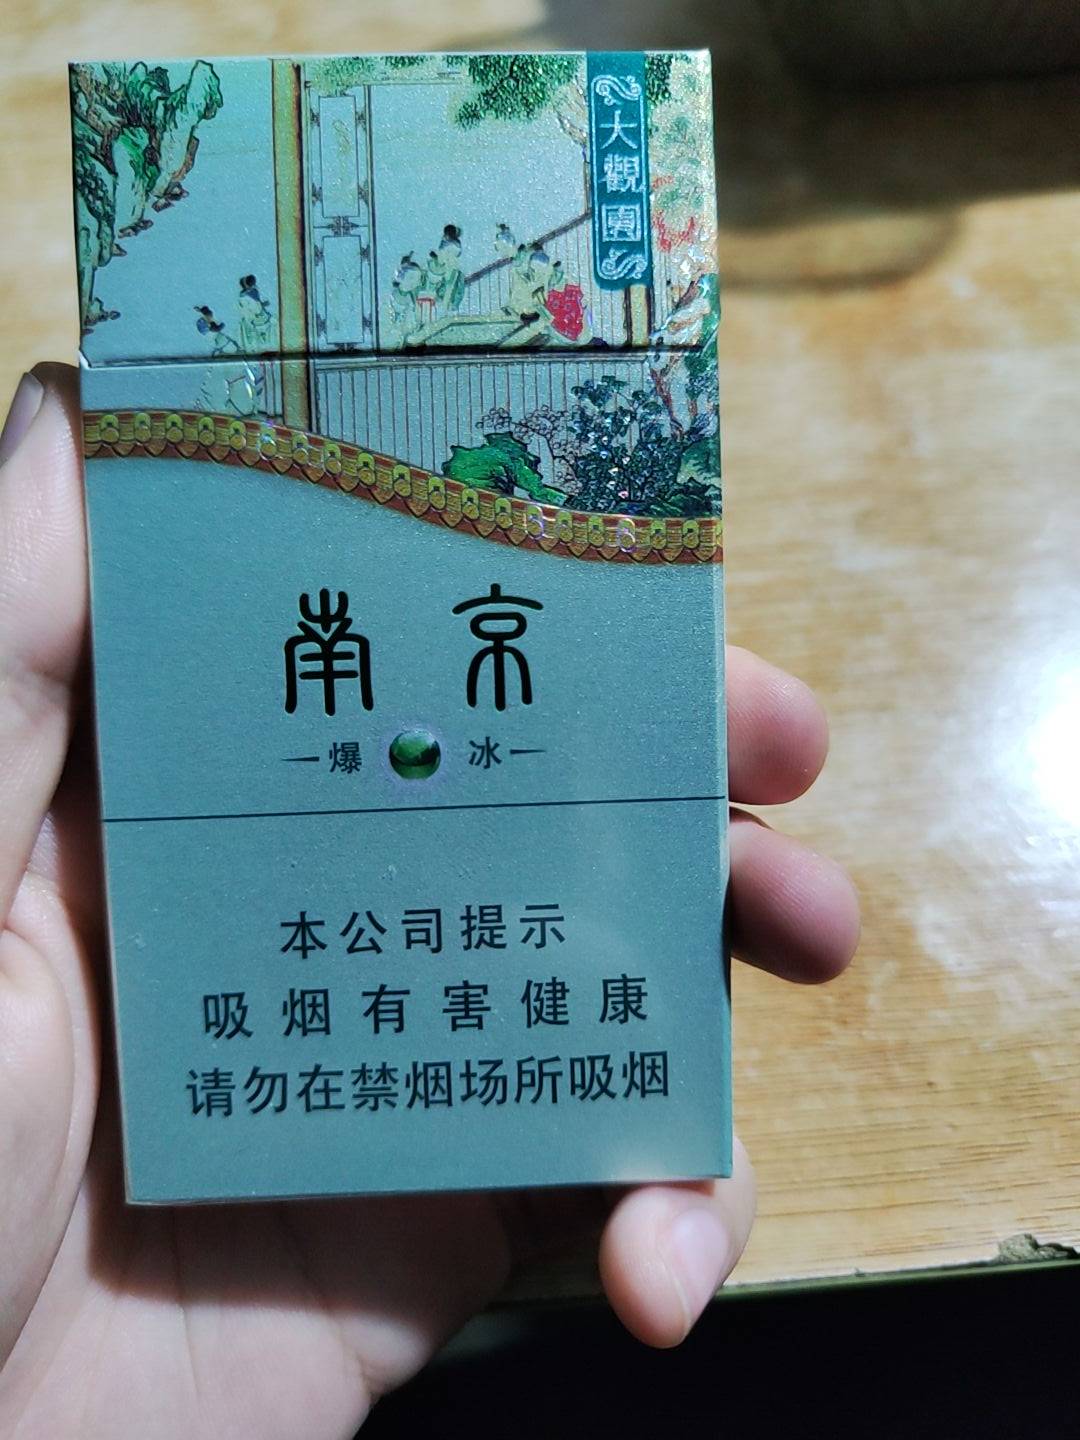 大觀園
南京
爆 冰
本公司提示
吸烟有害健康
请勿在禁烟场所吸烟